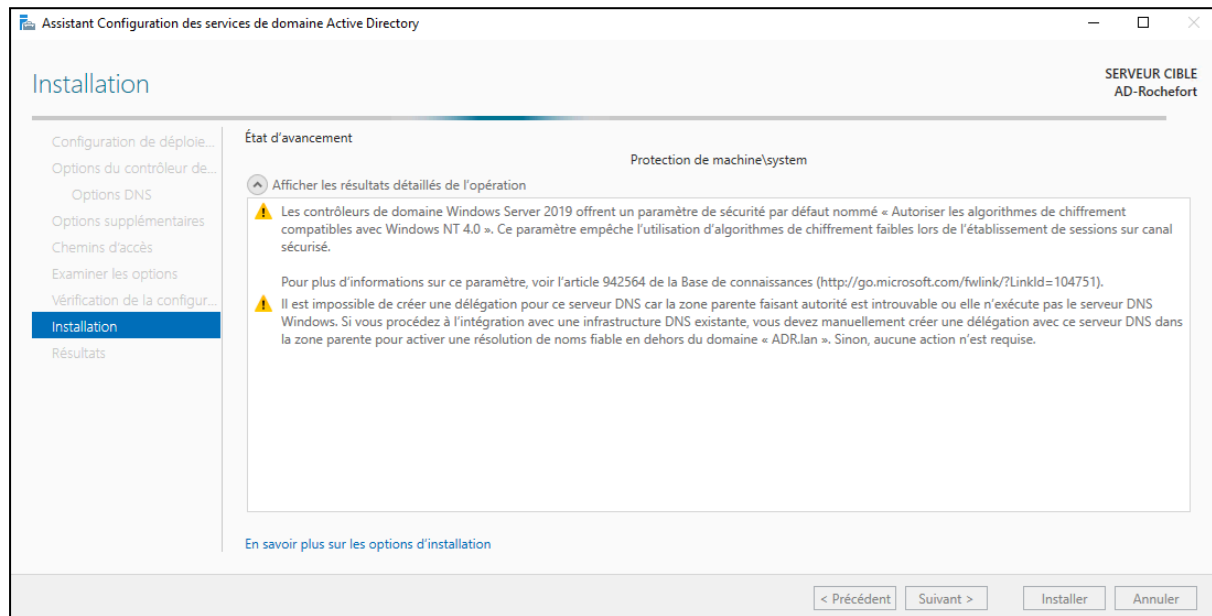 Assistant Configuration des services de domaine Active Directory
Installation
SERVEUR CIBLE
AD-Rochefort
Configuration de déploie...
Options du contrôleur de...
Options DNS
Options supplémentaires
Chemins d'accès
Examiner les options
Vérification de la configur...
Installation
Résultats
État d'avancement
Protection de machine\system
Afficher les résultats détaillés de l'opération
Les contrôleurs de domaine Windows Server 2019 offrent un paramètre de sécurité par défaut nommé « Autoriser les algorithmes de chiffrement
compatibles avec Windows NT 4.0 ». Ce paramètre empêche l'utilisation d'algorithmes de chiffrement faibles lors de l'établissement de sessions sur canal
sécurisé.
Pour plus d'informations sur ce paramètre, voir l'article 942564 de la Base de connaissances (http://go.microsoft.com/fwlink/?LinkId=104751).
Il est impossible de créer une délégation pour ce serveur DNS car la zone parente faisant autorité est introuvable ou elle n'exécute pas le serveur DNS
Windows. Si vous procédez à l'intégration avec une infrastructure DNS existante, vous devez manuellement créer une délégation avec ce serveur DNS dans
la zone parente pour activer une résolution de noms fiable en dehors du domaine « ADR.lan ». Sinon, aucune action n'est requise.
En savoir plus sur les options d'installation
< Précédent
Suivant >
Installer
Annuler